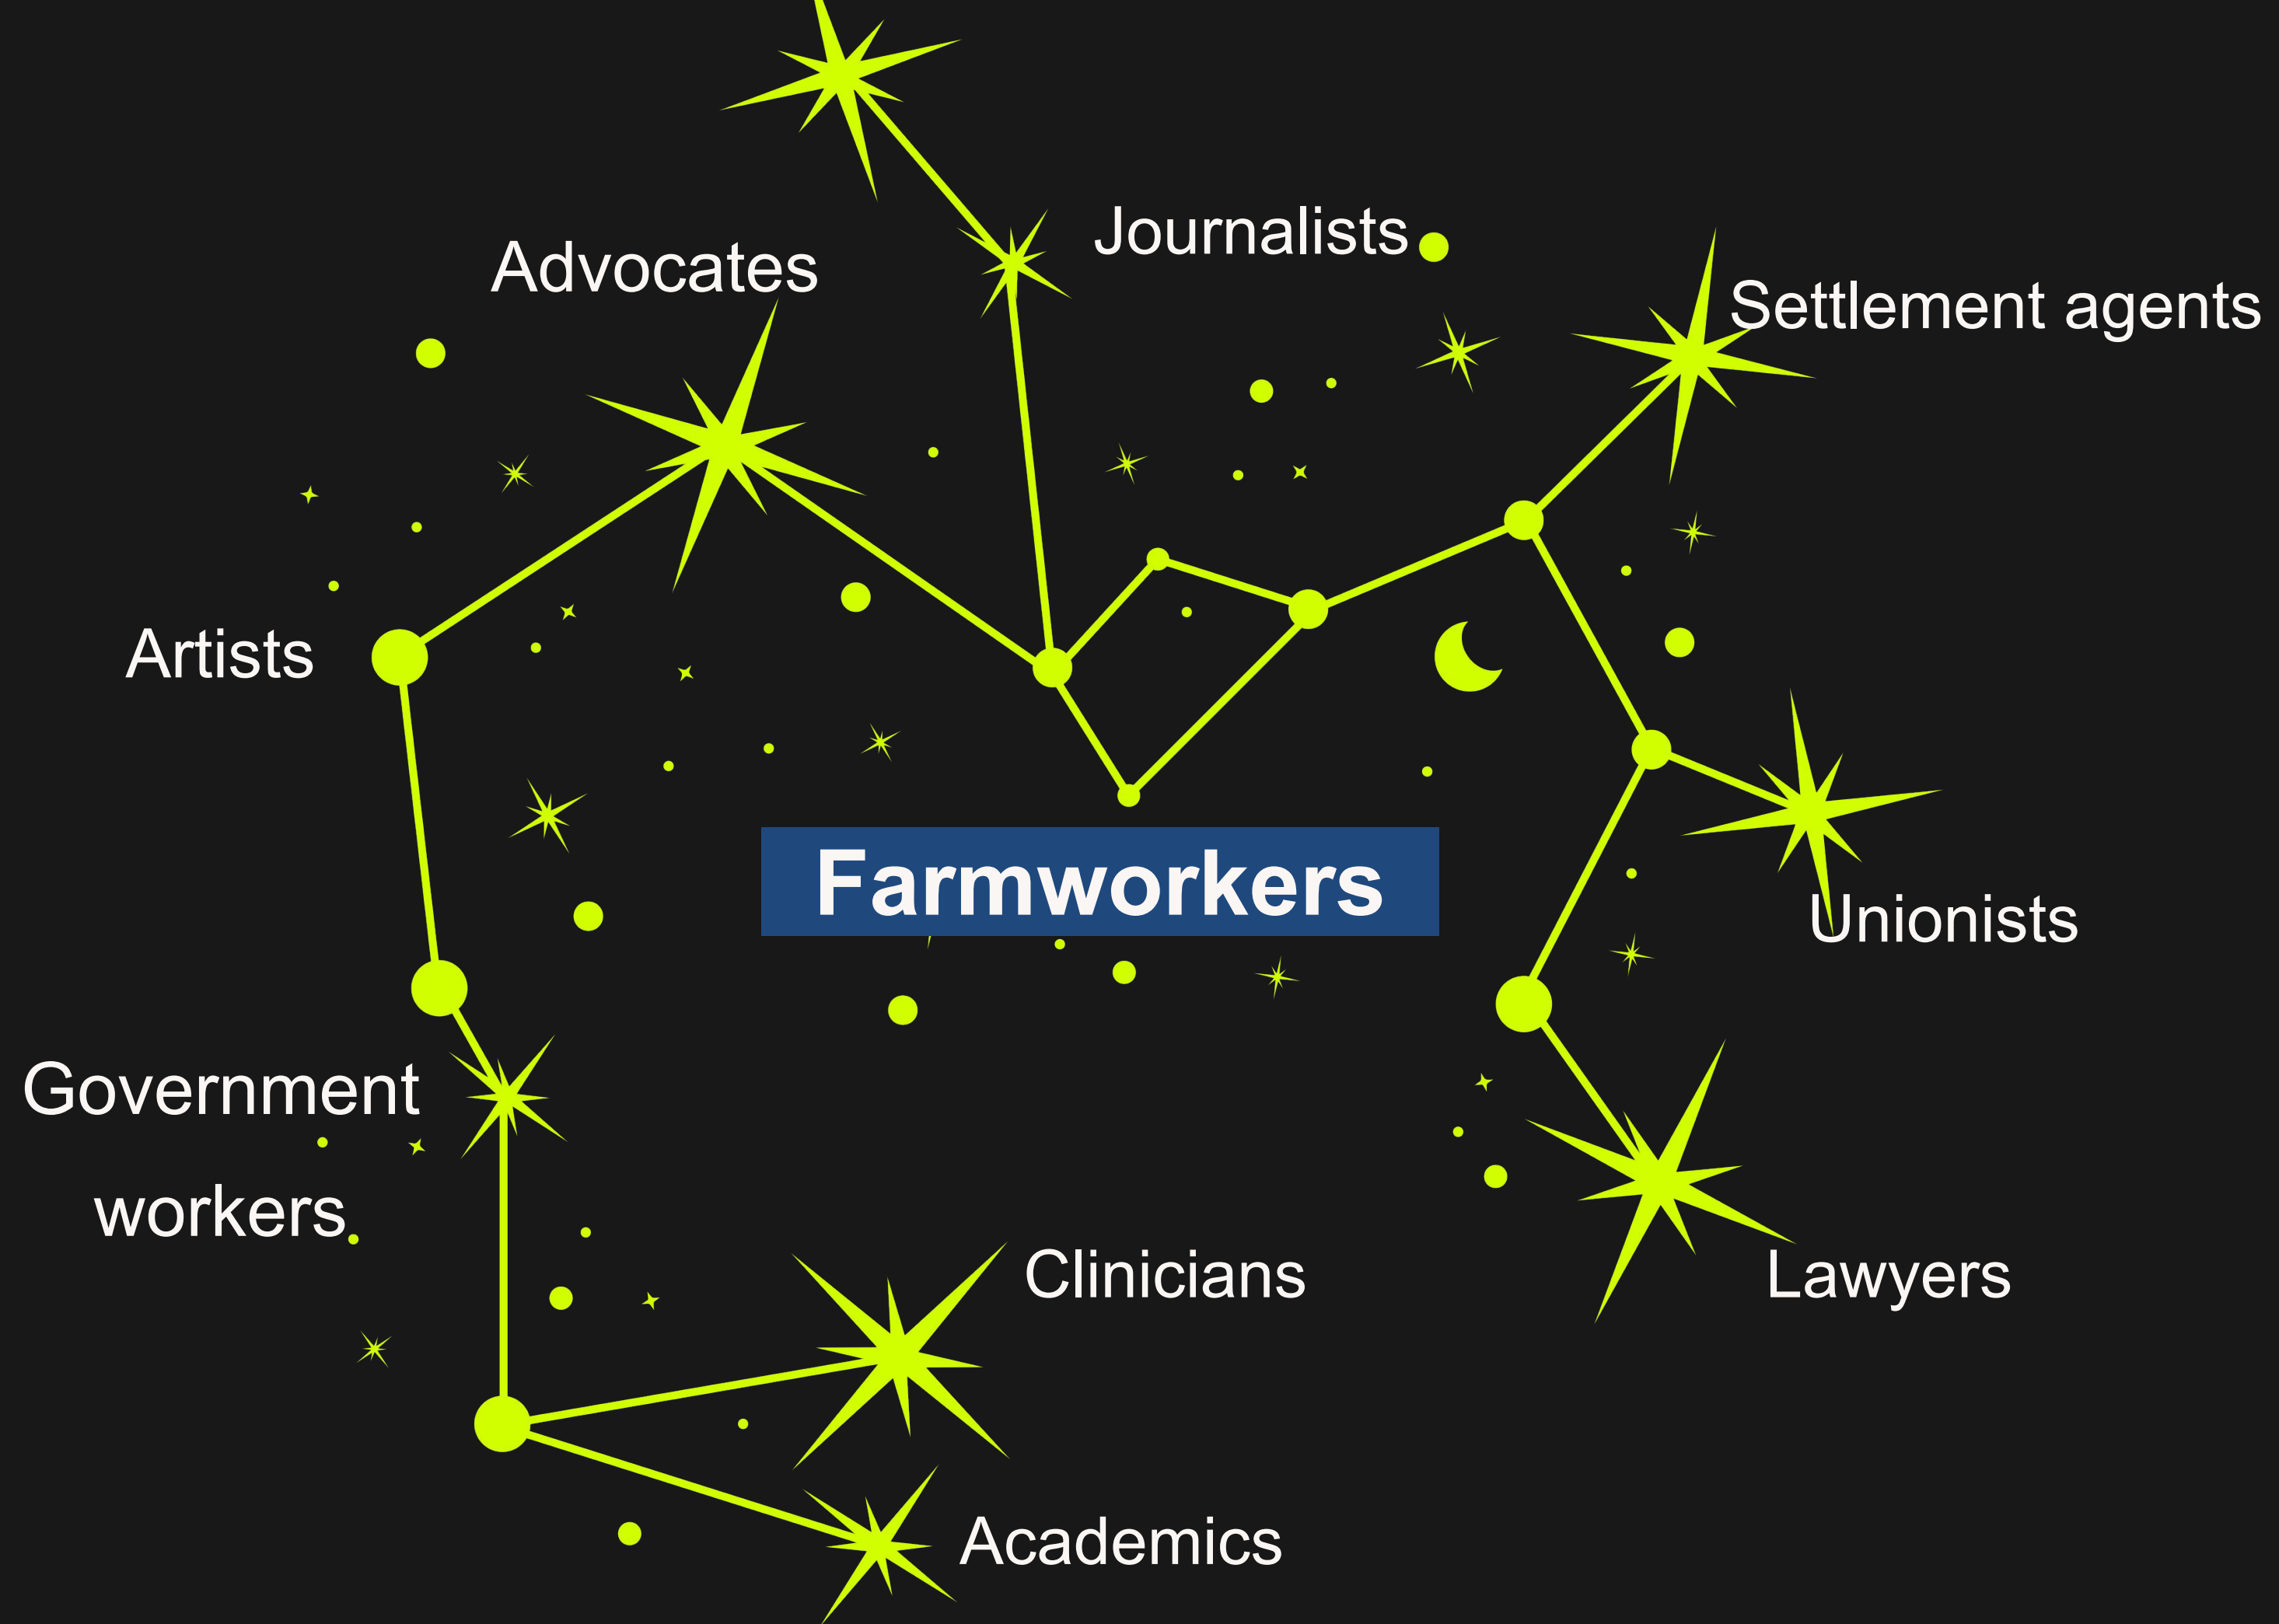 Journalists
Advocates
Settlement agents
Artists
Farmworkers
Unionists
Government
workers
Clinicians
Lawyers
Academics